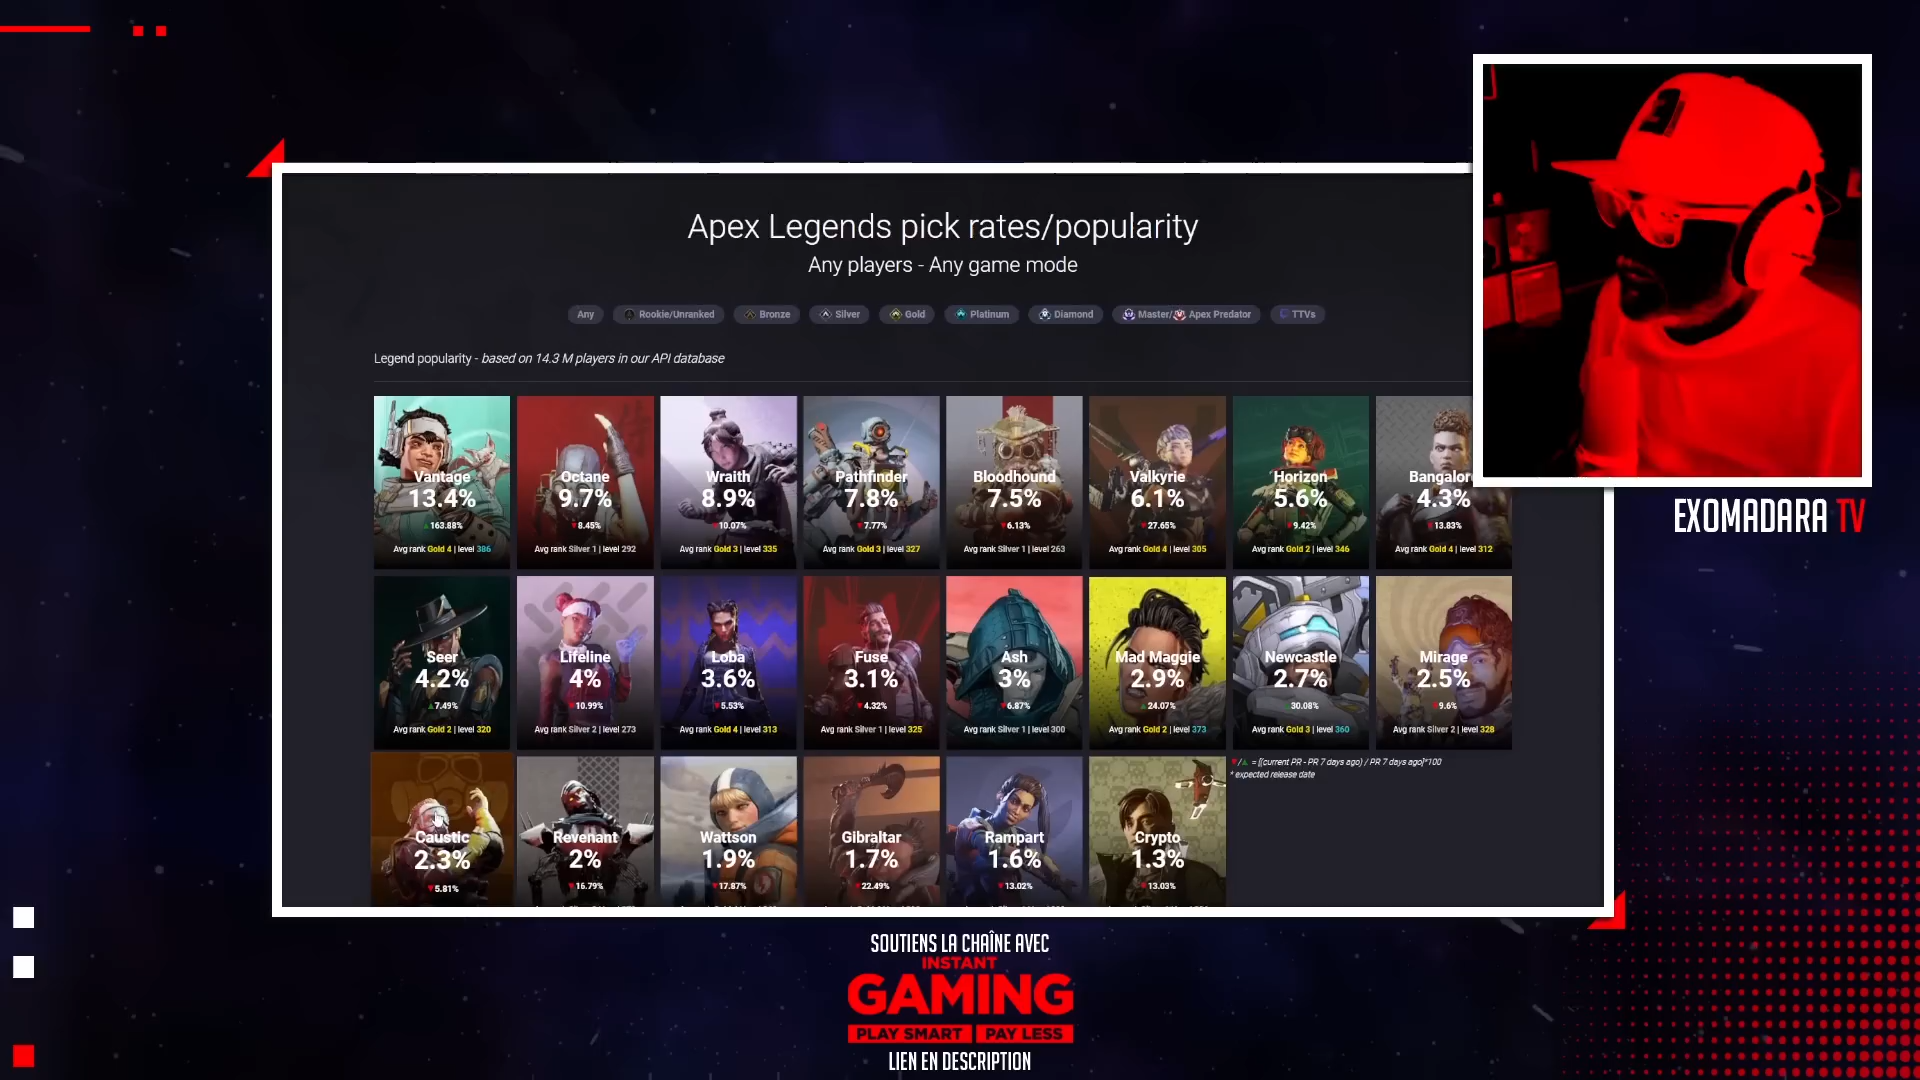 Apex Legends pick rates/popularity
Any players - Any game mode
Any Rookie/Unranked Bronze Silver Gold Platinum Diamond Master/ Apex Predator TTVs
Legend popularity - based on 14.3 M players in our API database
Vantage Octane Wraith Pathfinder Bloodhound Valkyrie Horizon Bangalor
13.4% 9.7% 8.9% 7.8% 7.5% 6.1% 5.6% 4.3%
▲163.88% ▼8.45% ▼10.07% ▼7.77% ▼6.13% ▼27.65% ▼9.42% ▼13.83%
Avg rank Gold 4 | level 386 Avg rank Silver 1 | level 292 Avg rank Gold 3 | level 335 Avg rank Gold 3 | level 327 Avg rank Silver 1 | level 263 Avg rank Gold 4 | level 305 Avg rank Gold 2 | level 346 Avg rank Gold 4 | level 312
Seer Lifeline Loba Fuse Ash Mad Maggie Newcastle Mirage
4.2% 4% 3.6% 3.1% 3% 2.9% 2.7% 2.5%
▲7.49% ▼10.99% ▼5.53% ▼4.32% ▼6.87% ▲24.07% ▲30.08% ▼9.6%
Avg rank Gold 2 | level 320 Avg rank Silver 2 | level 273 Avg rank Gold 4 | level 313 Avg rank Silver 1 | level 325 Avg rank Silver 1 | level 300 Avg rank Gold 2 | level 373 Avg rank Gold 3 | level 360 Avg rank Silver 2 | level 328
Caustic Revenant Wattson Gibraltar Rampart Crypto
2.3% 2% 1.9% 1.7% 1.6% 1.3%
▼5.81% ▼16.79% ▼17.87% ▼22.49% ▼13.02% ▼13.03%
▼/▲ = [(current PR - PR 7 days ago) / PR 7 days ago]*100
* expected release date
EXOMADARA TV
SOUTIENS LA CHAÎNE AVEC
INSTANT
GAMING
PLAY SMART PAY LESS
LIEN EN DESCRIPTION